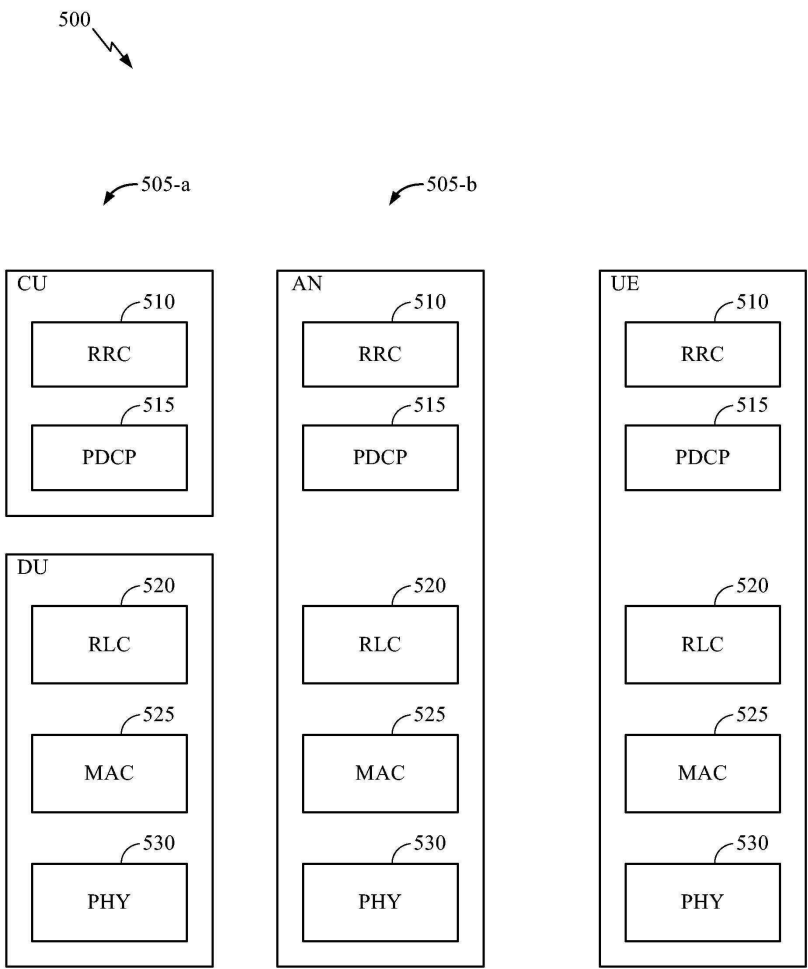 500
505-a
505-b
CU
AN
UE
510
510
510
RRC
RRC
RRC
515
515
515
PDCP
PDCP
PDCP
DU
520
520
520
RLC
RLC
RLC
525
525
525
MAC
MAC
MAC
530
530
530
PHY
PHY
PHY